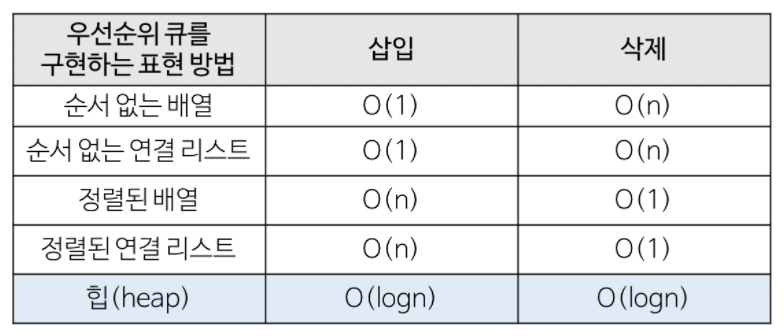 우선순위 큐를
구현하는 표현 방법 삽입 삭제
순서 없는 배열 O(1) O(n)
순서 없는 연결 리스트 O(1) O(n)
정렬된 배열 O(n) O(1)
정렬된 연결 리스트 O(n) O(1)
힙(heap) O(logn) O(logn)